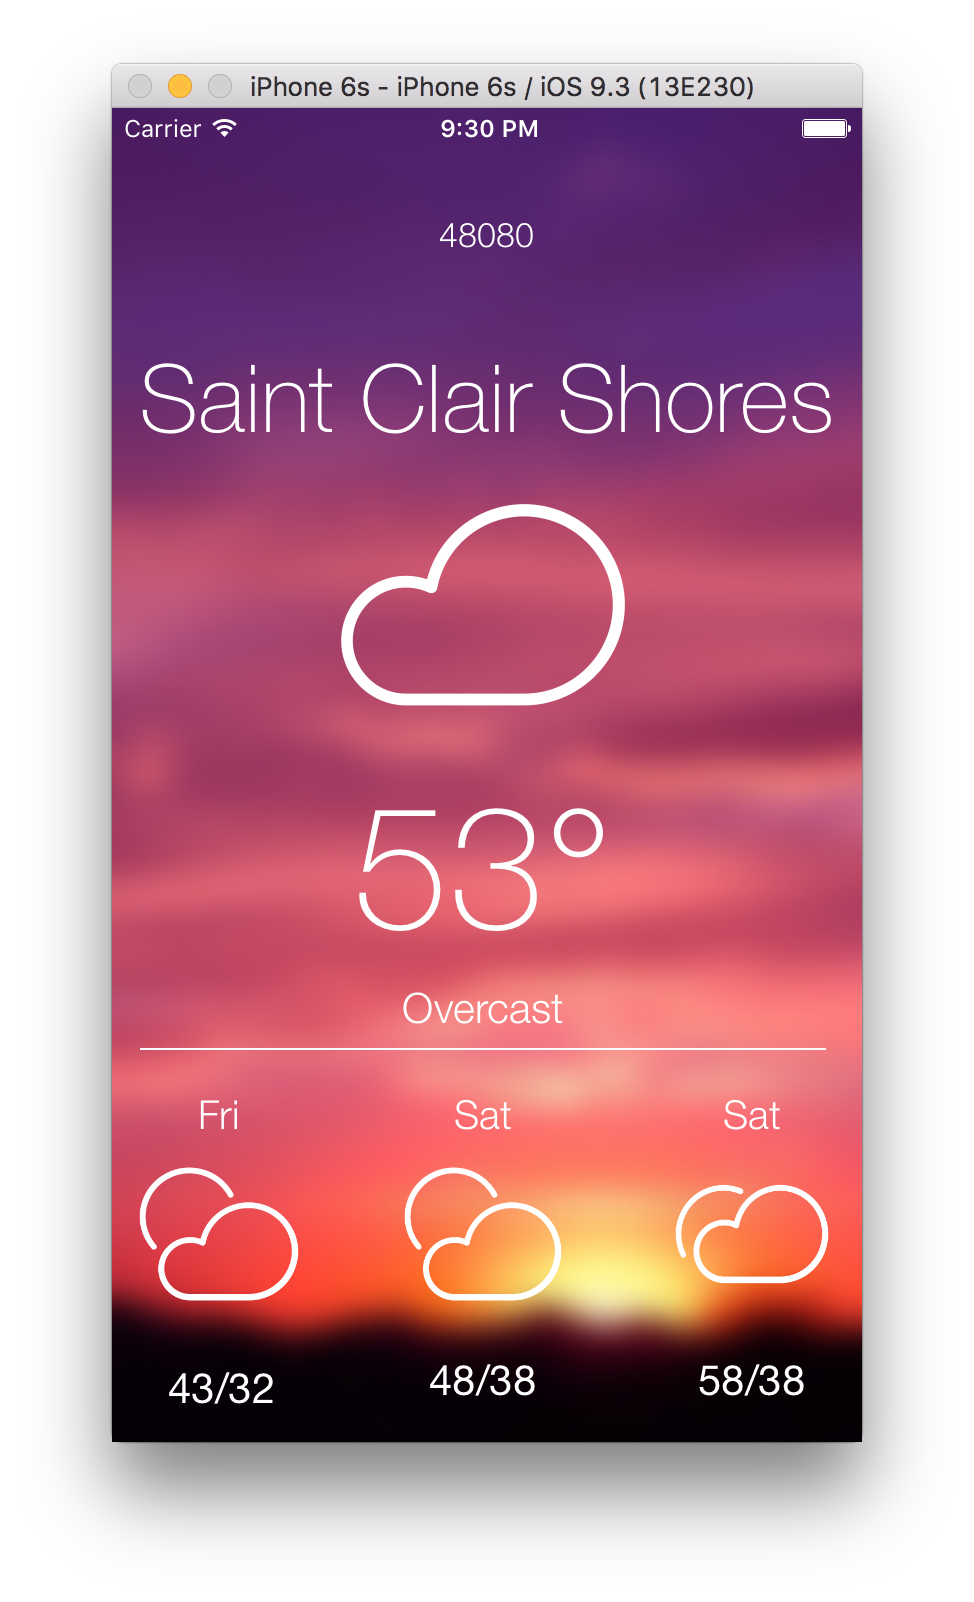 iPhone 6s - iPhone 6s / iOS 9.3 (13E230)
Carrier 9:30 PM
48080
Saint Clair Shores
53°
Overcast
Fri Sat Sat
43/32 48/38 58/38